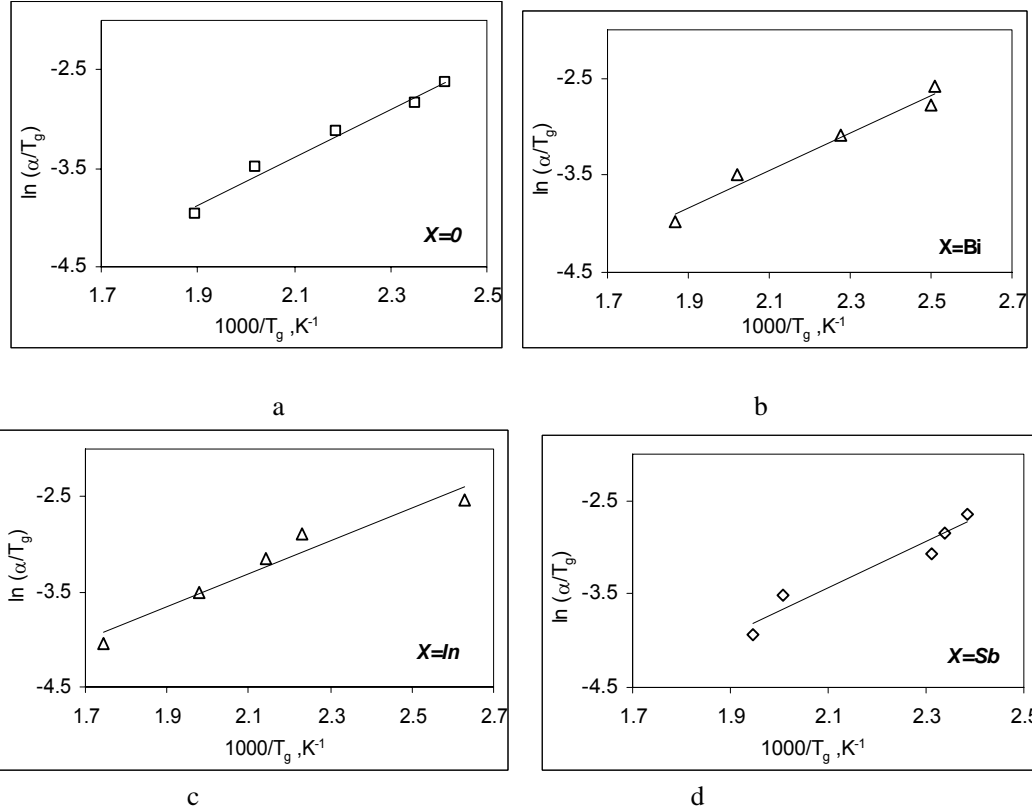 -2.5
-3.5
-4.5
ln (α/Tg)
X=0
1.7 1.9 2.1 2.3 2.5
1000/Tg ,K-1
a
-2.5
-3.5
-4.5
ln (α/Tg)
X=Bi
1.7 1.9 2.1 2.3 2.5 2.7
1000/Tg ,K-1
b
-2.5
-3.5
-4.5
ln (α/Tg)
X=In
1.7 1.9 2.1 2.3 2.5 2.7
1000/Tg ,K-1
c
-2.5
-3.5
-4.5
ln (α/Tg)
X=Sb
1.7 1.9 2.1 2.3 2.5
1000/Tg ,K-1
d